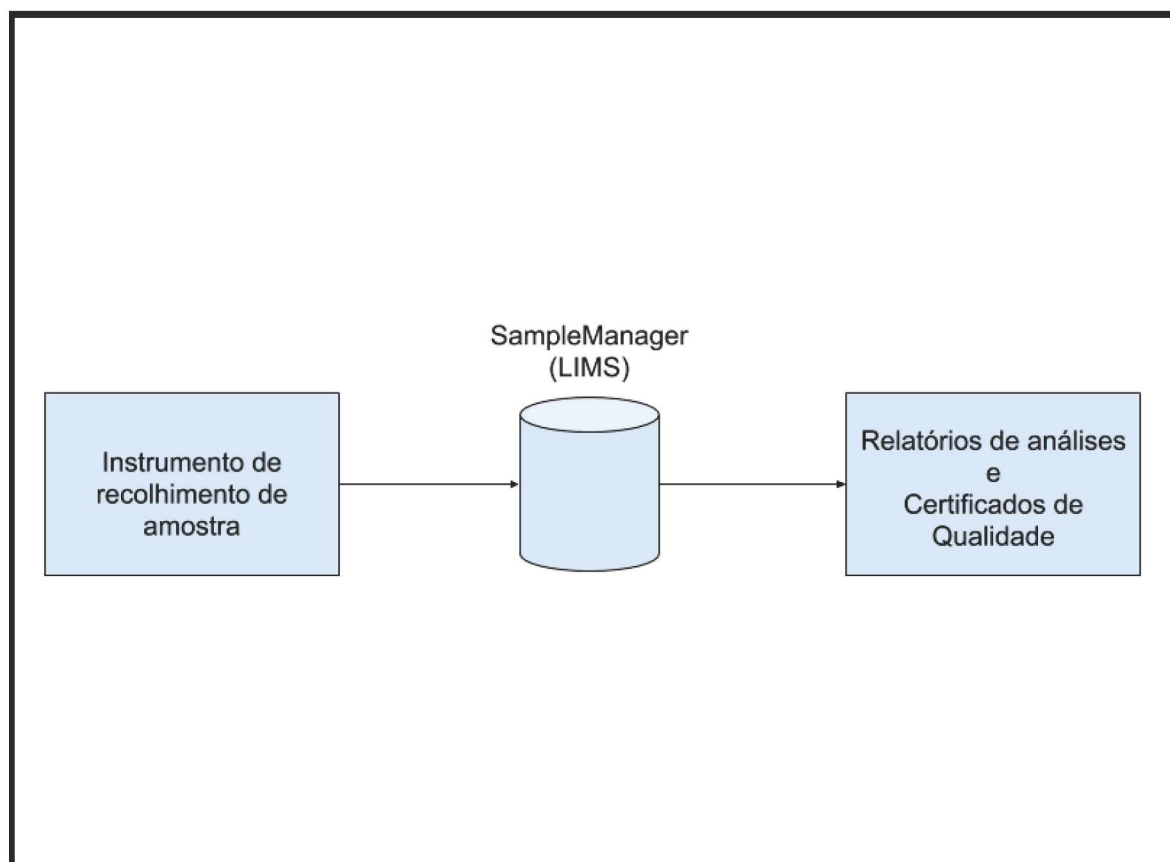 SampleManager
(LIMS)
Instrumento de
recolhimento de
amostra
Relatórios de análises
e
Certificados de
Qualidade